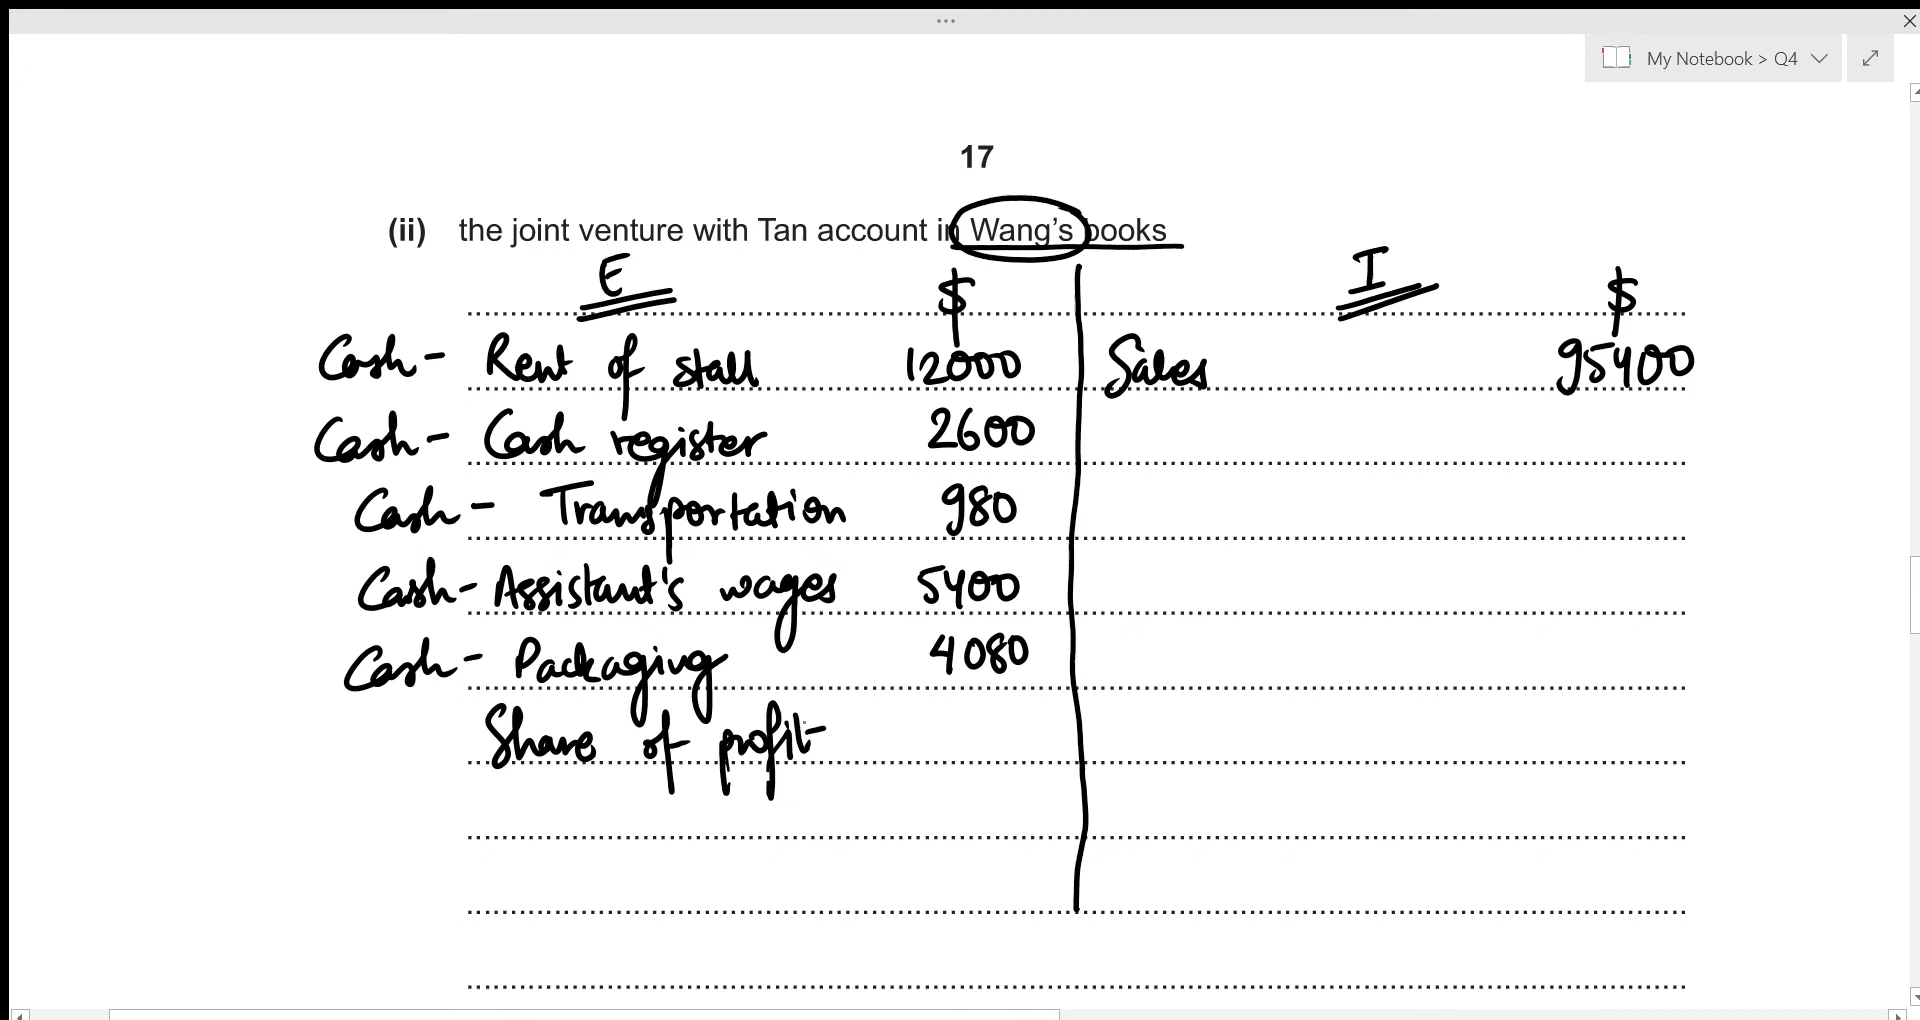 My Notebook > Q4
17
(ii) the joint venture with Tan account in Wang's books
E $ I $
Cash - Rent of stall 12000 Sales 95400
Cash - Cash register 2600
Cash - Transportation 980
Cash - Assistant's wages 5400
Cash - Packaging 4080
Share of profit